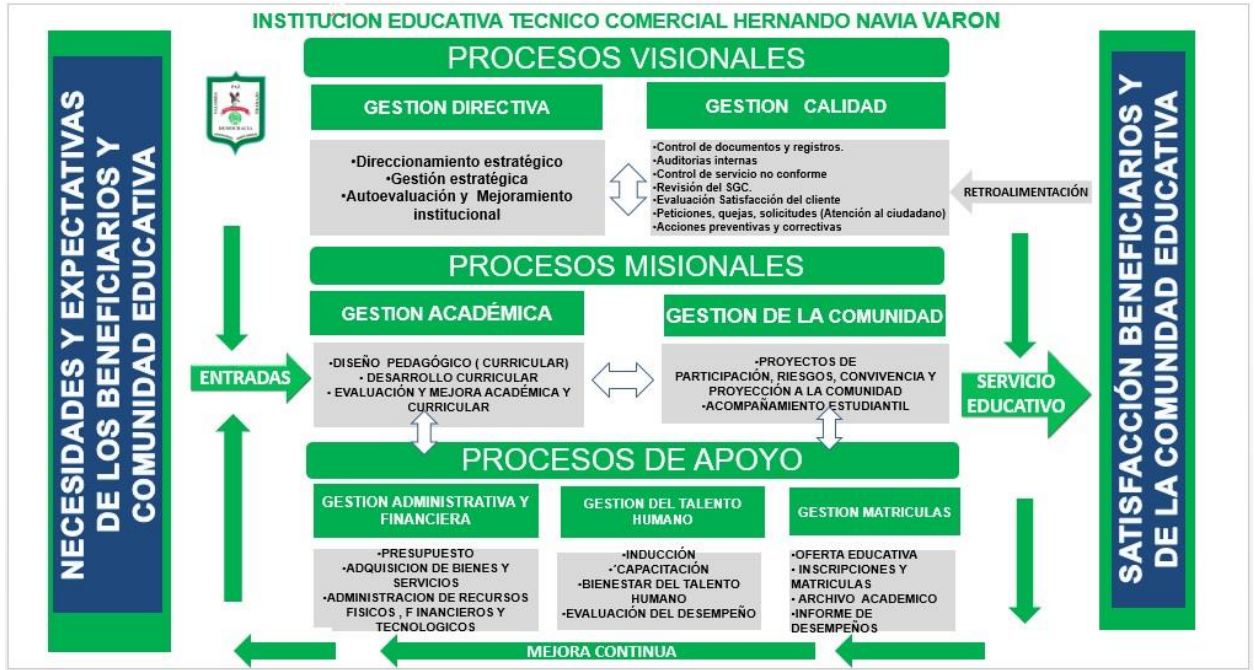 INSTITUCION EDUCATIVA TECNICO COMERCIAL HERNANDO NAVIA VARON
NECESIDADES Y EXPECTATIVAS
DE LOS BENEFICIARIOS Y
COMUNIDAD EDUCATIVA
PAZ
DEMOCRACIA
PROCESOS VISIONALES
GESTION DIRECTIVA
•Direccionamiento estratégico
•Gestión estratégica
•Autoevaluación y Mejoramiento
institucional
GESTION CALIDAD
•Control de documentos y registros.
•Auditorias internas
•Control de servicio no conforme
•Revisión del SGC.
•Evaluación Satisfacción del cliente
•Peticiones, quejas, solicitudes (Atención al ciudadano)
•Acciones preventivas y correctivas
RETROALIMENTACIÓN
PROCESOS MISIONALES
ENTRADAS
GESTION ACADÉMICA
•DISEÑO PEDAGÓGICO ( CURRICULAR)
• DESARROLLO CURRICULAR
• EVALUACIÓN Y MEJORA ACADÉMICA Y
CURRICULAR
GESTION DE LA COMUNIDAD
•PROYECTOS DE
PARTICIPACIÓN, RIESGOS, CONVIVENCIA Y
PROYECCIÓN A LA COMUNIDAD
•ACOMPAÑAMIENTO ESTUDIANTIL
SERVICIO
EDUCATIVO
PROCESOS DE APOYO
GESTION ADMINISTRATIVA Y
FINANCIERA
•PRESUPUESTO
•ADQUISICION DE BIENES Y
SERVICIOS
•ADMINISTRACION DE RECURSOS
FISICOS , F INANCIEROS Y
TECNOLOGICOS
GESTION DEL TALENTO
HUMANO
•INDUCCIÓN
•´CAPACITACIÓN
•BIENESTAR DEL TALENTO
HUMANO
•EVALUACIÓN DEL DESEMPEÑO
GESTION MATRICULAS
•OFERTA EDUCATIVA
• INSCRIPCIONES Y
MATRICULAS
• ARCHIVO ACADEMICO
•INFORME DE
DESEMPEÑOS
MEJORA CONTINUA
SATISFACCIÓN BENEFICIARIOS Y
DE LA COMUNIDAD EDUCATIVA